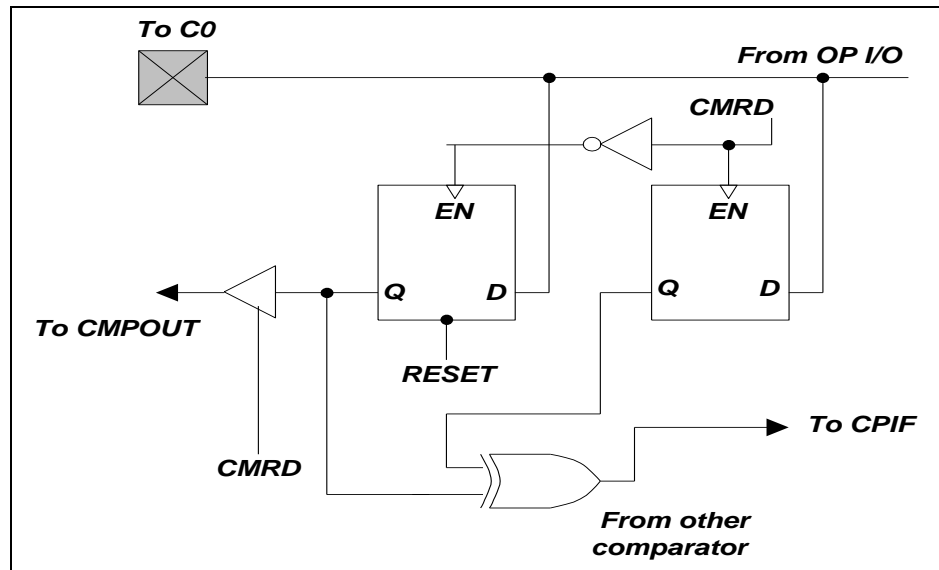 To C0
From OP I/O
CMRD
EN
EN
Q
D
Q
D
To CMPOUT
RESET
To CPIF
CMRD
From other
comparator